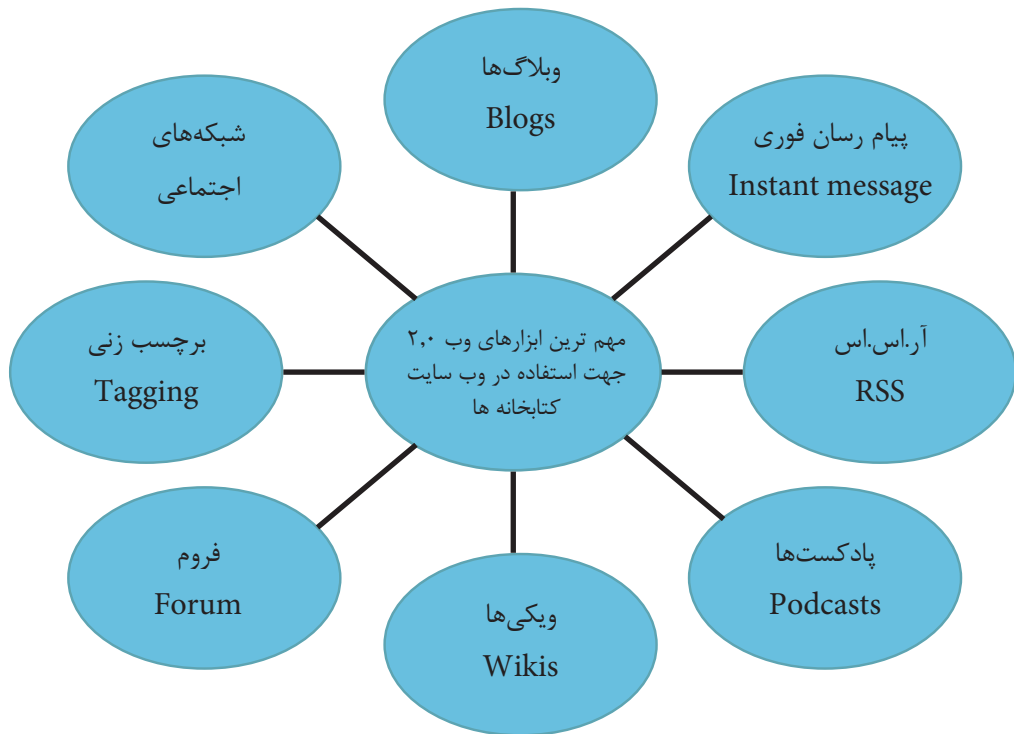 وبلاگ‌ها
Blogs
پیام رسان فوری
Instant message
شبکه‌های
اجتماعی
مهم ترین ابزارهای وب ۲٫۰
جهت استفاده در وب سایت
کتابخانه ها
آر.اس.اس
RSS
برچسب زنی
Tagging
پادکست‌ها
Podcasts
ویکی‌ها
Wikis
فروم
Forum